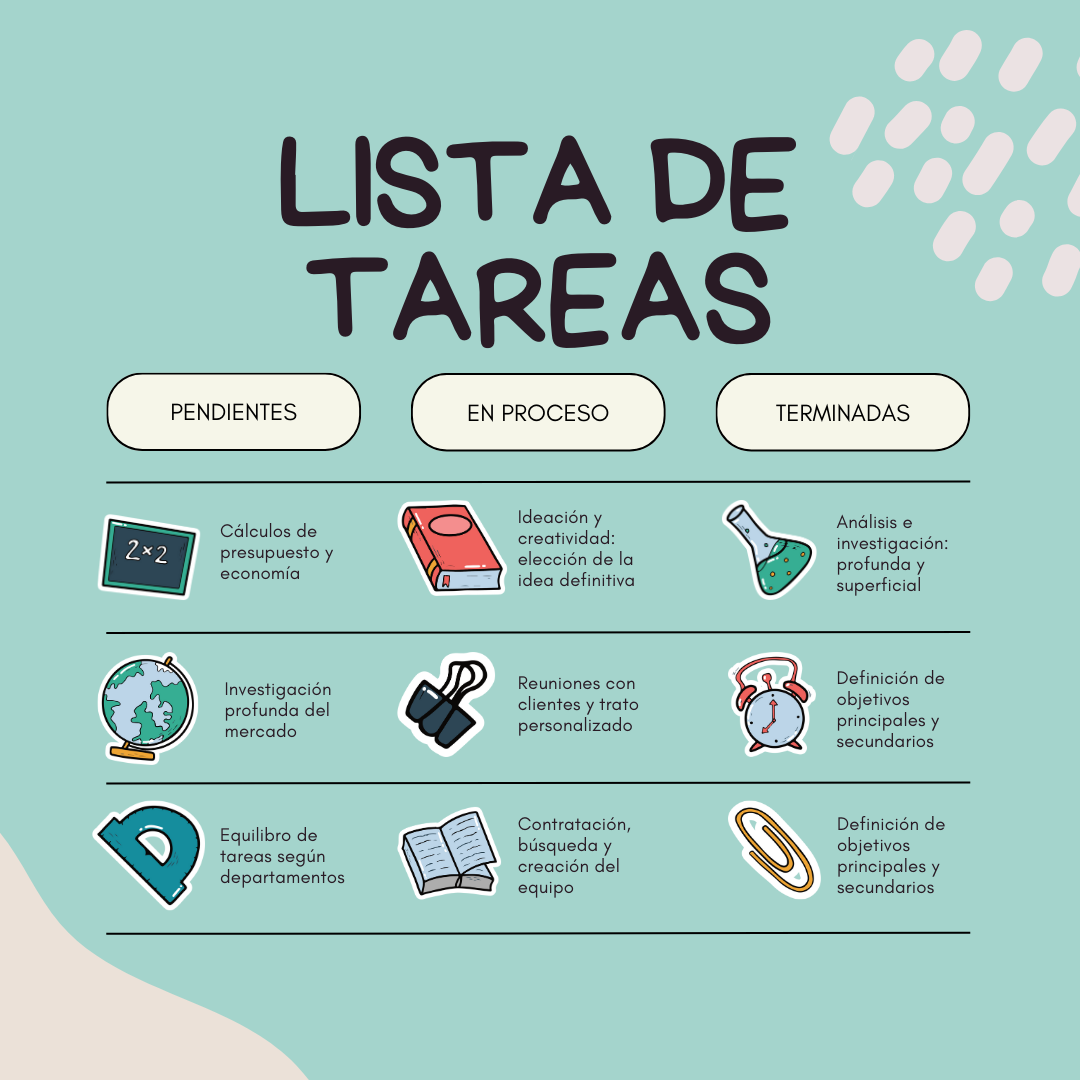 LISTA DE
TAREAS
PENDIENTES
EN PROCESO
TERMINADAS
2×2
Cálculos de
presupuesto y
economía
Ideación y
creatividad:
elección de la
idea definitiva
Análisis e
investigación:
profunda y
superficial
Investigación
profunda del
mercado
Reuniones con
clientes y trato
personalizado
Definición de
objetivos
principales y
secundarios
Equilibro de
tareas según
departamentos
Contratación,
búsqueda y
creación del
equipo
Definición de
objetivos
principales y
secundarios